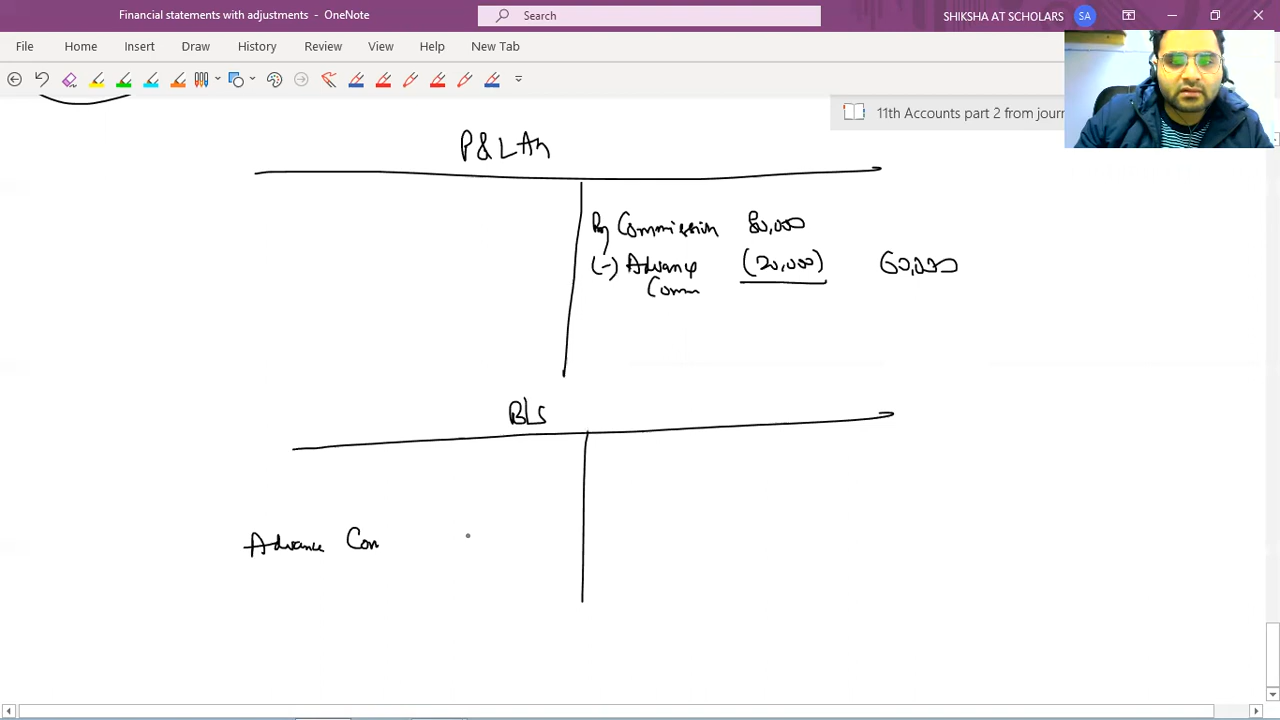 Financial statements with adjustments - OneNote
Search
SHIKSHA AT SCHOLARS
SA
File Home Insert Draw History Review View Help New Tab
11th Accounts part 2 from jour
P&L A/c
By Commission 80,000
(-) Advance (20,000) 60,000
Comm
B/S
Advance Com